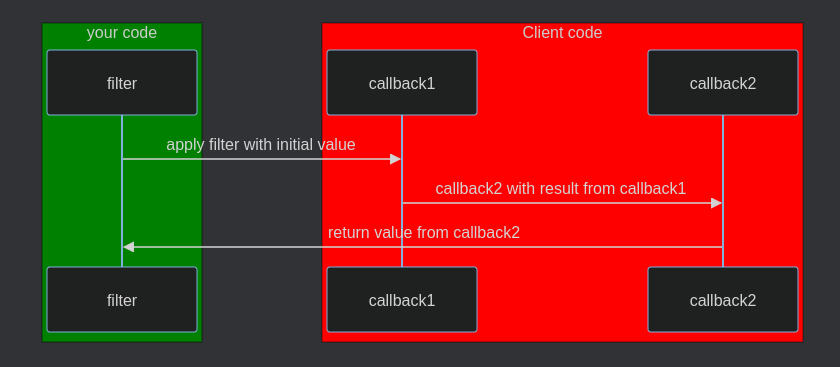 your code
Client code
filter
callback1
callback2
apply filter with initial value
callback2 with result from callback1
return value from callback2
filter
callback1
callback2